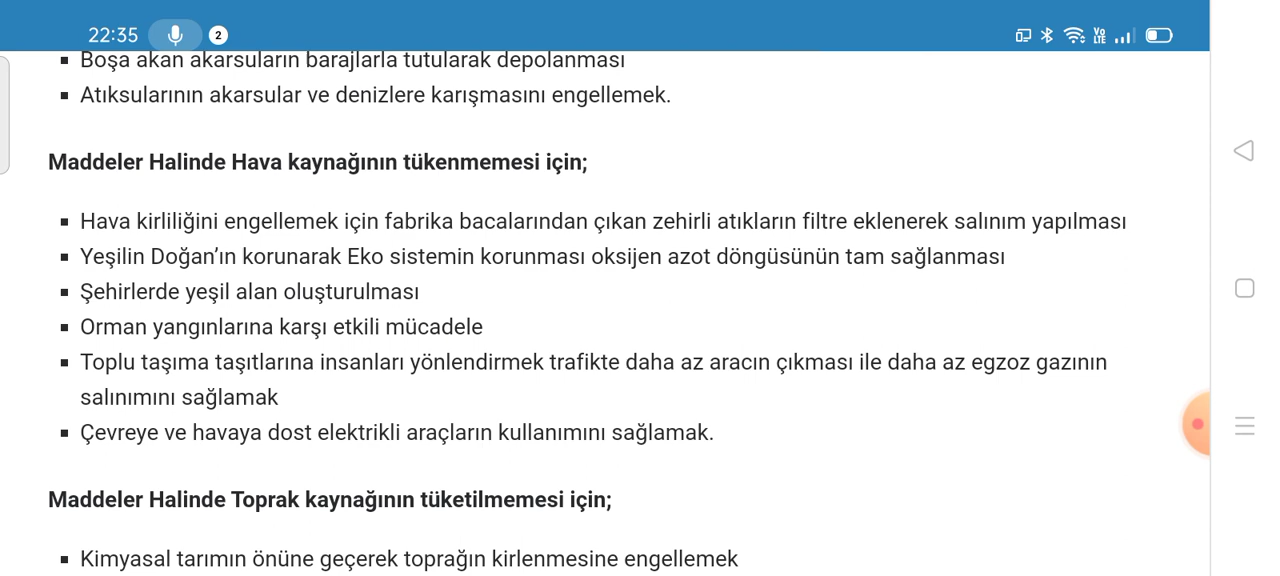 22:35 2 VO LTE
Boşa akan akarsuların barajlarla tutularak depolanması
Atıksularının akarsular ve denizlere karışmasını engellemek.
Maddeler Halinde Hava kaynağının tükenmemesi için;
Hava kirliliğini engellemek için fabrika bacalarından çıkan zehirli atıkların filtre eklenerek salınım yapılması
Yeşilin Doğan’ın korunarak Eko sistemin korunması oksijen azot döngüsünün tam sağlanması
Şehirlerde yeşil alan oluşturulması
Orman yangınlarına karşı etkili mücadele
Toplu taşıma taşıtlarına insanları yönlendirmek trafikte daha az aracın çıkması ile daha az egzoz gazının
salınımını sağlamak
Çevreye ve havaya dost elektrikli araçların kullanımını sağlamak.
Maddeler Halinde Toprak kaynağının tüketilmemesi için;
Kimyasal tarımın önüne geçerek toprağın kirlenmesine engellemek